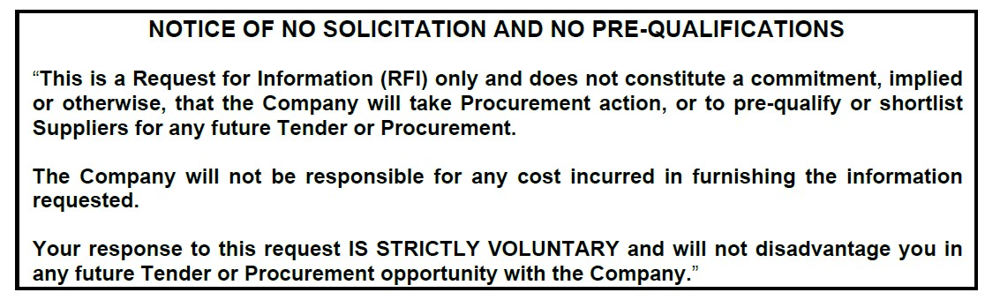 NOTICE OF NO SOLICITATION AND NO PRE-QUALIFICATIONS
“This is a Request for Information (RFI) only and does not constitute a commitment, implied
or otherwise, that the Company will take Procurement action, or to pre-qualify or shortlist
Suppliers for any future Tender or Procurement.
The Company will not be responsible for any cost incurred in furnishing the information
requested.
Your response to this request IS STRICTLY VOLUNTARY and will not disadvantage you in
any future Tender or Procurement opportunity with the Company.”